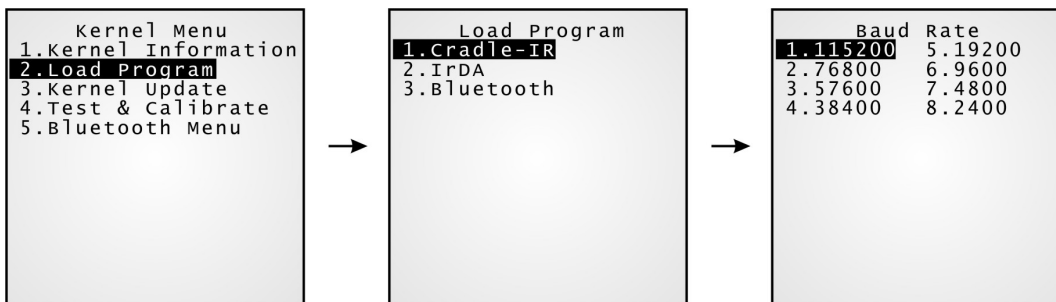 Kernel Menu
1.Kernel Information
2.Load Program
3.Kernel Update
4.Test & Calibrate
5.Bluetooth Menu
Load Program
1.Cradle-IR
2.IrDA
3.Bluetooth
Baud Rate
1.115200 5.19200
2.76800 6.9600
3.57600 7.4800
4.38400 8.2400